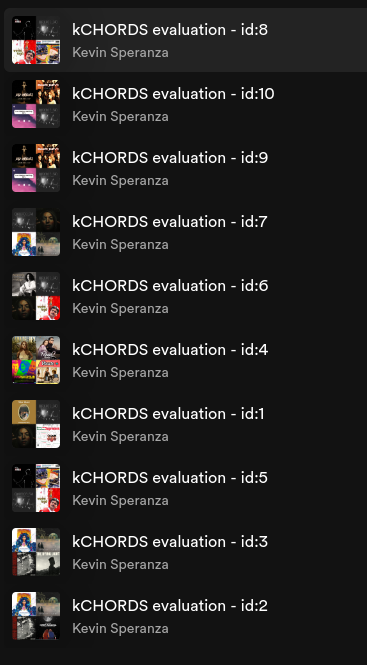 kCHORDS evaluation - id:8
Kevin Speranza
kCHORDS evaluation - id:10
Kevin Speranza
kCHORDS evaluation - id:9
Kevin Speranza
kCHORDS evaluation - id:7
Kevin Speranza
kCHORDS evaluation - id:6
Kevin Speranza
kCHORDS evaluation - id:4
Kevin Speranza
kCHORDS evaluation - id:1
Kevin Speranza
kCHORDS evaluation - id:5
Kevin Speranza
kCHORDS evaluation - id:3
Kevin Speranza
kCHORDS evaluation - id:2
Kevin Speranza